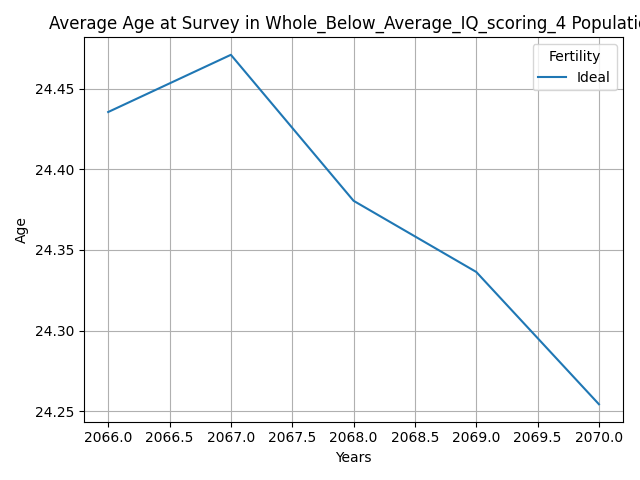 Average Age at Survey in Whole_Below_Average_IQ_scoring_4 Populatio
Fertility
Ideal
24.45
24.40
24.35
24.30
24.25
Age
2066.0 2066.5 2067.0 2067.5 2068.0 2068.5 2069.0 2069.5 2070.0
Years